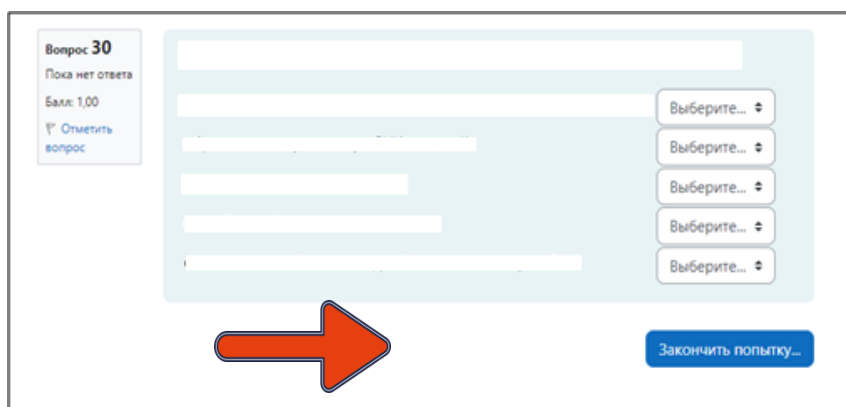 Вопрос 30
Пока нет ответа
Балл: 1,00
Отметить
вопрос
Выберите...
Выберите...
Выберите...
Выберите...
Выберите...
Закончить попытку...